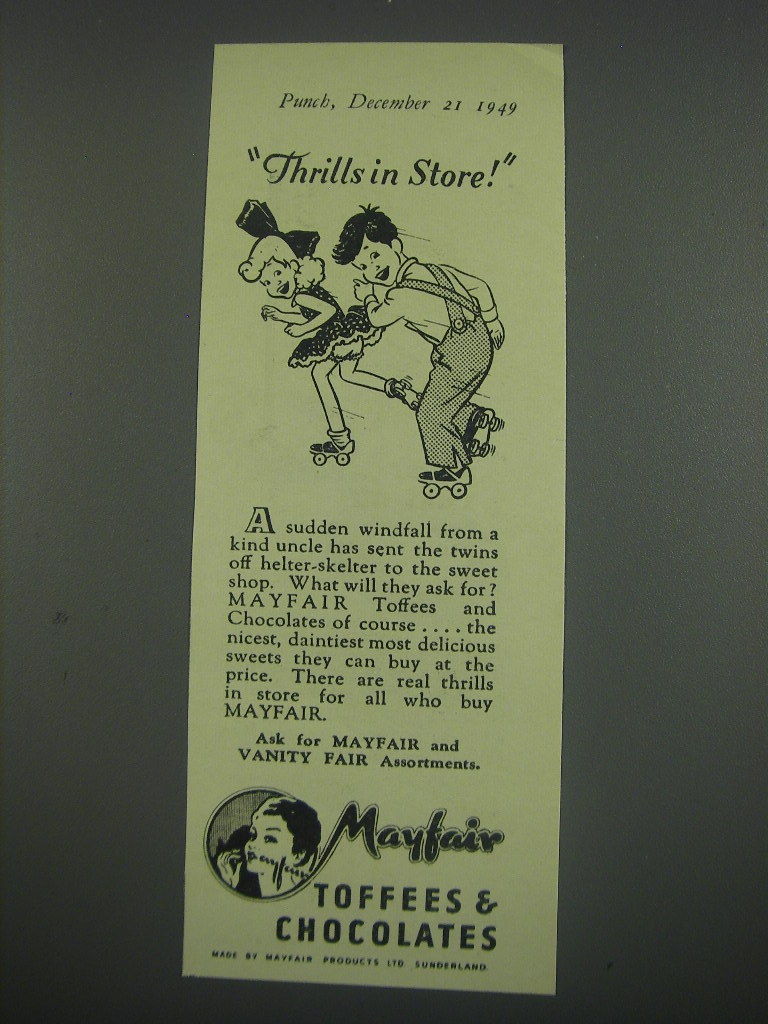 Punch, December 21 1949
"Thrills in Store!"
A sudden windfall from a
kind uncle has sent the twins
off helter-skelter to the sweet
shop. What will they ask for?
MAYFAIR Toffees and
Chocolates of course .... the
nicest, daintiest most delicious
sweets they can buy at the
price. There are real thrills
in store for all who buy
MAYFAIR.
Ask for MAYFAIR and
VANITY FAIR Assortments.
Mayfair
Mayfair
TOFFEES &
CHOCOLATES
MADE BY MAYFAIR PRODUCTS LTD SUNDERLAND